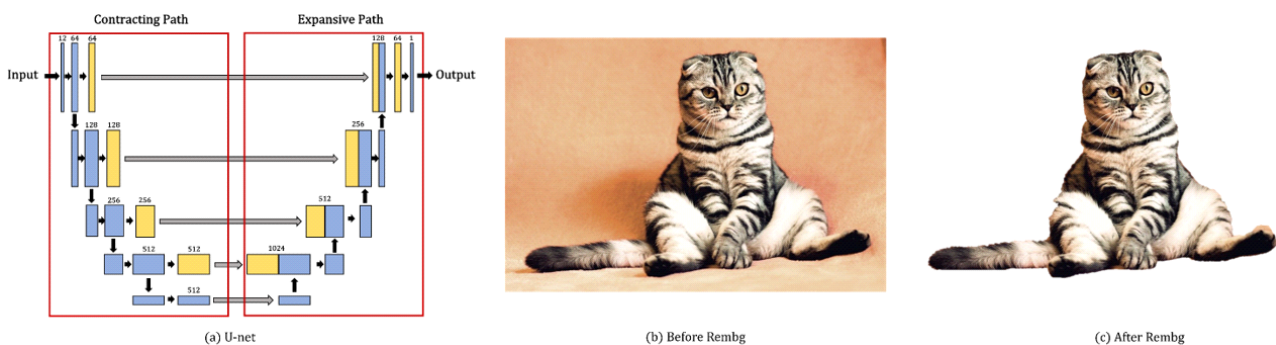 Contracting Path
Expansive Path
12 64 64
128 64 1
Input
Output
128 128
256
256 256
512
512 512
1024
512
(a) U-net
(b) Before Rembg
(c) After Rembg